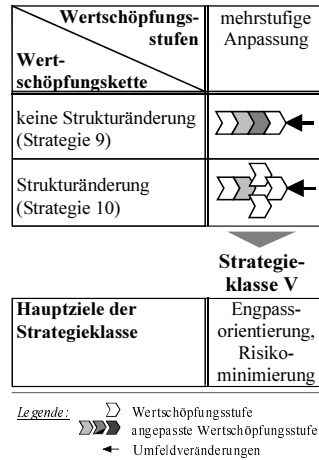 Wertschöpfungs-
stufen
Wert-
schöpfungskette
mehrstufige
Anpassung
keine Strukturänderung
(Strategie 9)
Strukturänderung
(Strategie 10)
Strategie-
klasse V
Hauptziele der
Strategieklasse
Engpass-
orientierung,
Risiko-
minimierung
Legende: Wertschöpfungsstufe
angepasste Wertschöpfungsstufe
Umfeldveränderungen